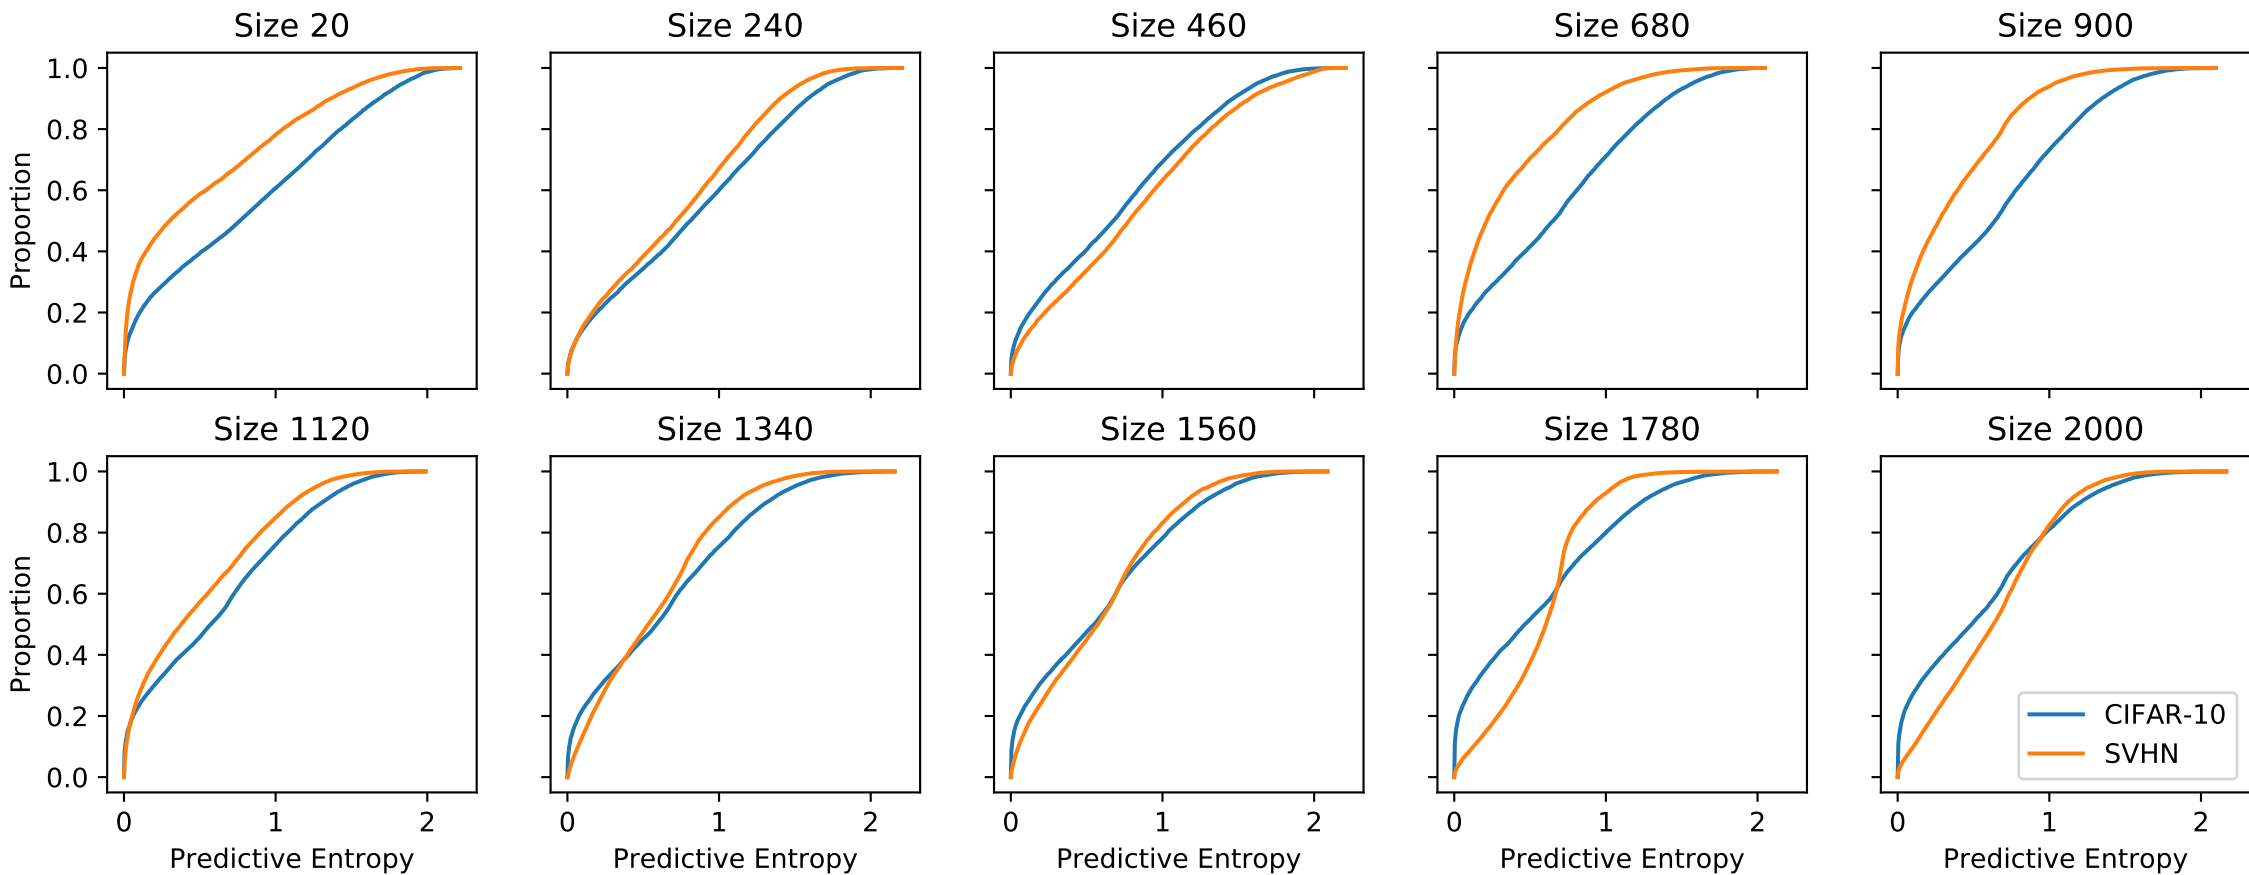 Size 20 Size 240 Size 460 Size 680 Size 900
1.0
0.8
0.6
0.4
0.2
0.0
Proportion
Size 1120 Size 1340 Size 1560 Size 1780 Size 2000
1.0
0.8
0.6
0.4
0.2
0.0
Proportion
CIFAR-10
SVHN
0 1 2 0 1 2 0 1 2 0 1 2 0 1 2
Predictive Entropy Predictive Entropy Predictive Entropy Predictive Entropy Predictive Entropy